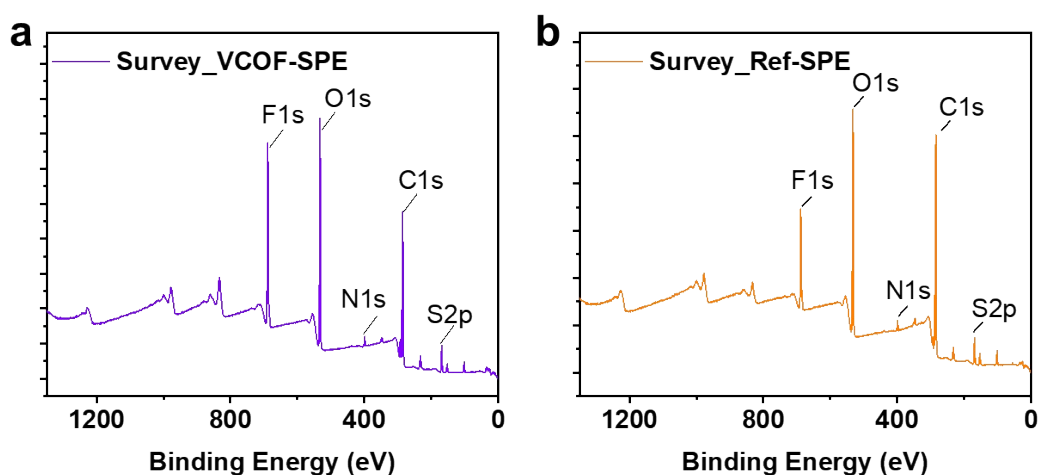 a
Survey_VCOF-SPE
F1s
O1s
C1s
N1s
S2p
1200
800
400
0
Binding Energy (eV)
b
Survey_Ref-SPE
O1s
C1s
F1s
N1s
S2p
1200
800
400
0
Binding Energy (eV)